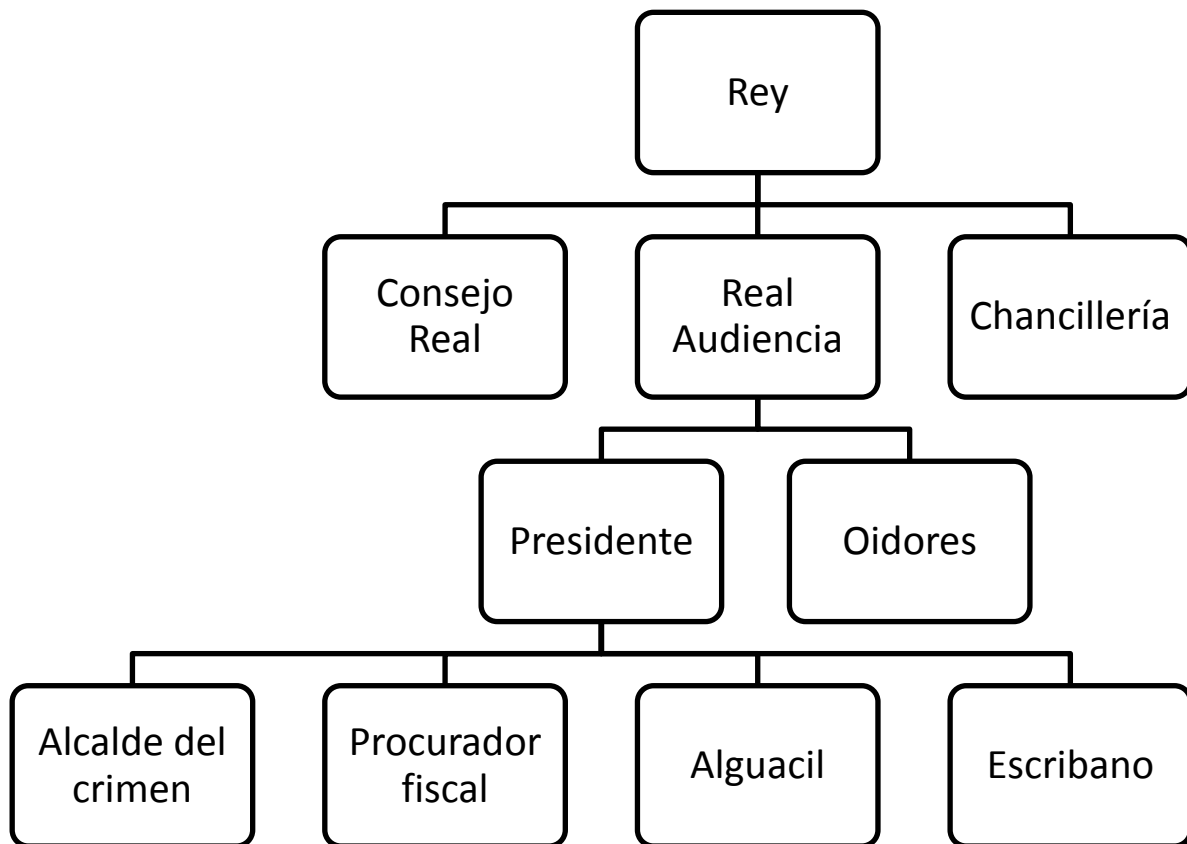 Rey
Consejo
Real
Real
Audiencia
Chancillería
Presidente
Oidores
Alcalde del
crimen
Procurador
fiscal
Alguacil
Escribano